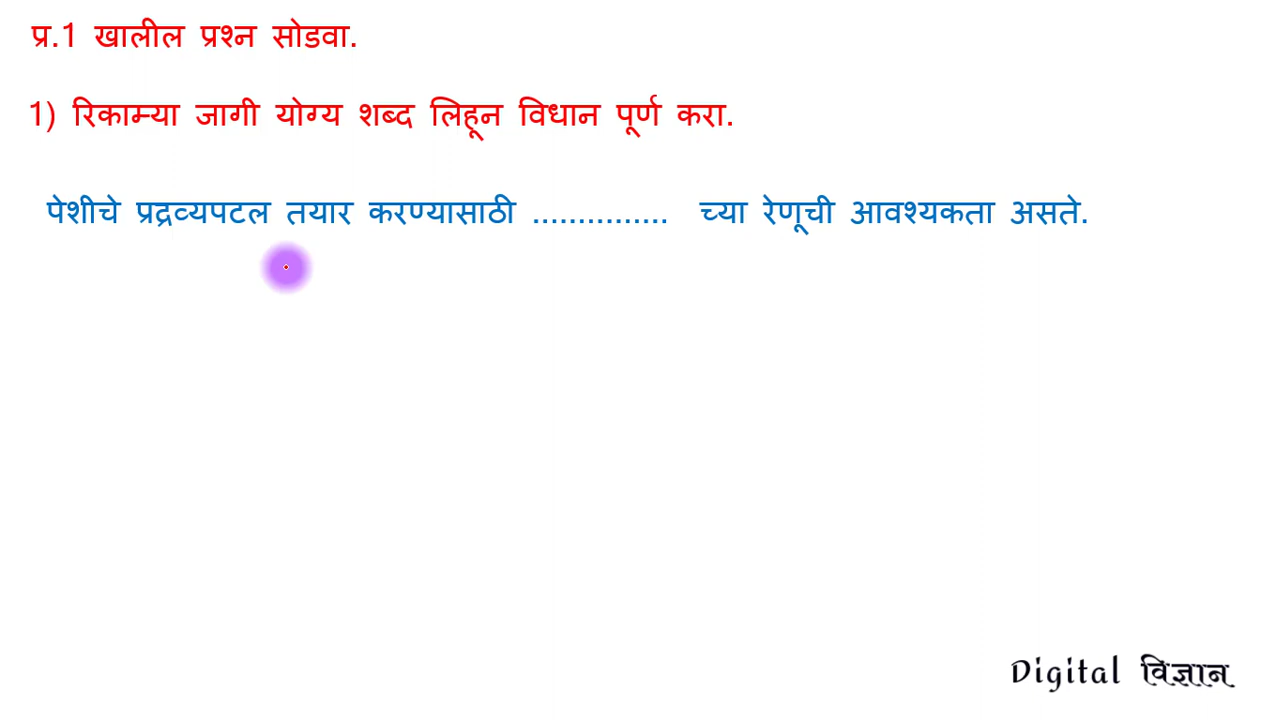 प्र.1 खालील प्रश्न सोडवा.
1) रिकाम्या जागी योग्य शब्द लिहून विधान पूर्ण करा.
पेशीचे प्रद्रव्यपटल तयार करण्यासाठी ............... च्या रेणूची आवश्यकता असते.
Digital विज्ञान